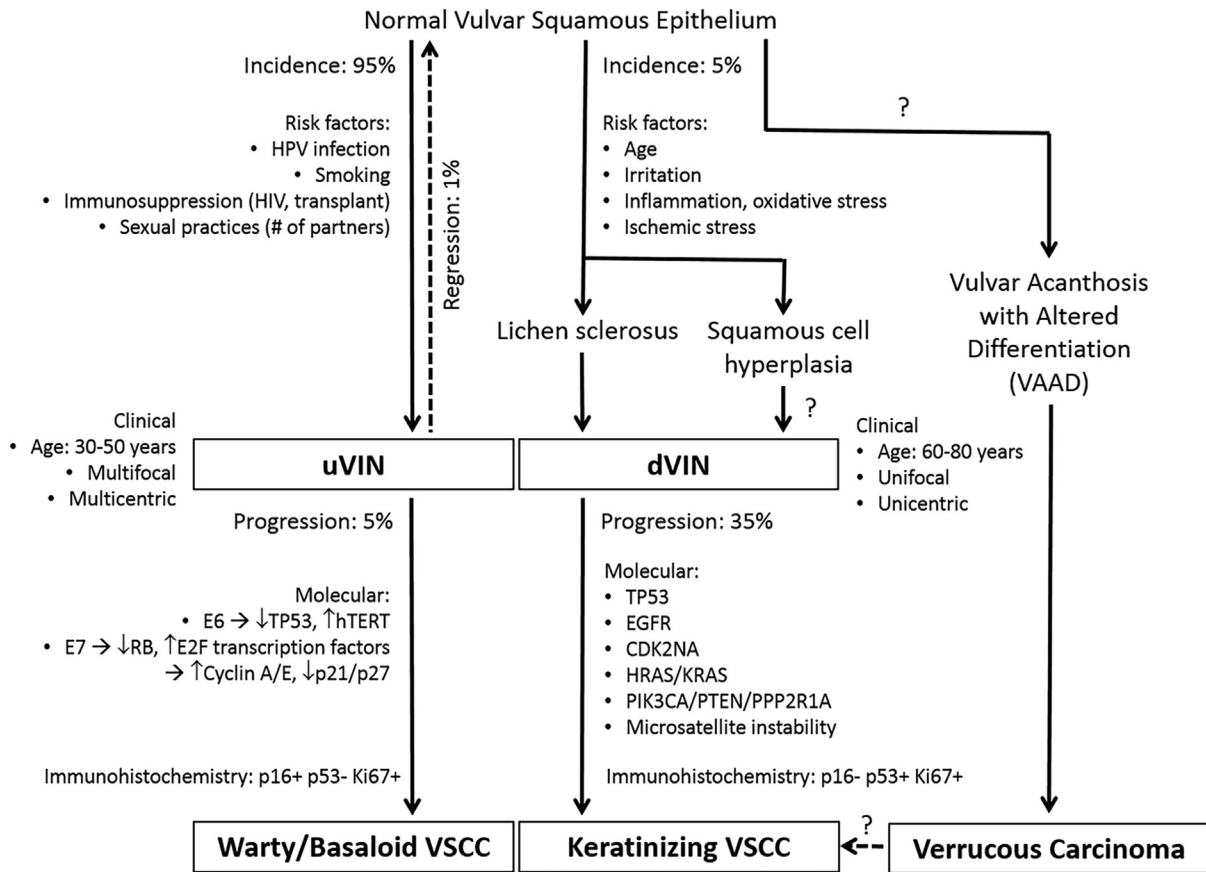 Normal Vulvar Squamous Epithelium
Incidence: 95%
Incidence: 5%
?
Risk factors:
• HPV infection
• Smoking
• Immunosuppression (HIV, transplant)
• Sexual practices (# of partners)
Regression: 1%
Risk factors:
• Age
• Irritation
• Inflammation, oxidative stress
• Ischemic stress
Lichen sclerosus
Squamous cell
hyperplasia
?
Vulvar Acanthosis
with Altered
Differentiation
(VAAD)
Clinical
• Age: 30-50 years
• Multifocal
• Multicentric
uVIN
dVIN
Clinical
• Age: 60-80 years
• Unifocal
• Unicentric
Progression: 5%
Progression: 35%
Molecular:
• E6 → ↓TP53, ↑hTERT
• E7 → ↓RB, ↑E2F transcription factors
→ ↑Cyclin A/E, ↓p21/p27
Molecular:
• TP53
• EGFR
• CDK2NA
• HRAS/KRAS
• PIK3CA/PTEN/PPP2R1A
• Microsatellite instability
Immunohistochemistry: p16+ p53- Ki67+
Immunohistochemistry: p16- p53+ Ki67+
Warty/Basaloid VSCC
Keratinizing VSCC
?
Verrucous Carcinoma